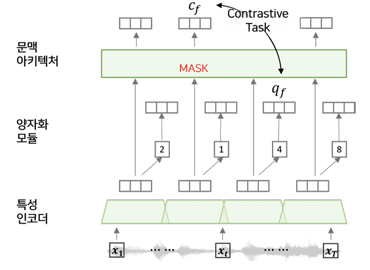 c_f
Contrastive
Task
문맥
아키텍처
MASK
q_f
양자화
모듈
2
1
4
8
특성
인코더
x_1
... ...
x_t
... ...
x_T